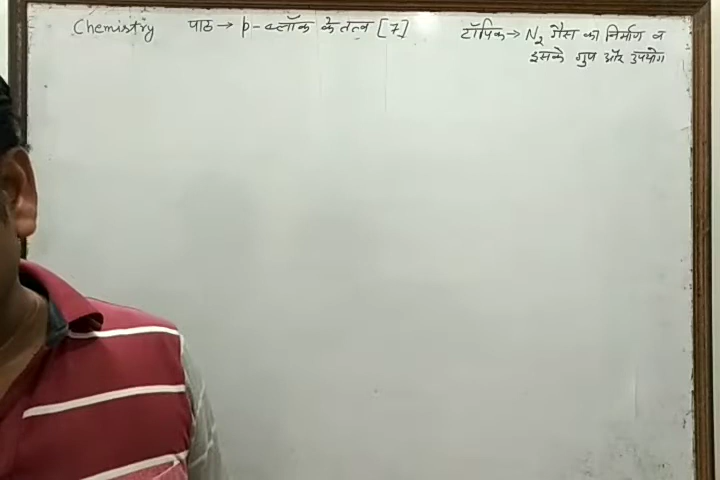 Chemistry पाठ → p-ब्लॉक के तत्व [7] टॉपिक → N₂ गैस का निर्माण व
इसके गुण और उपयोग